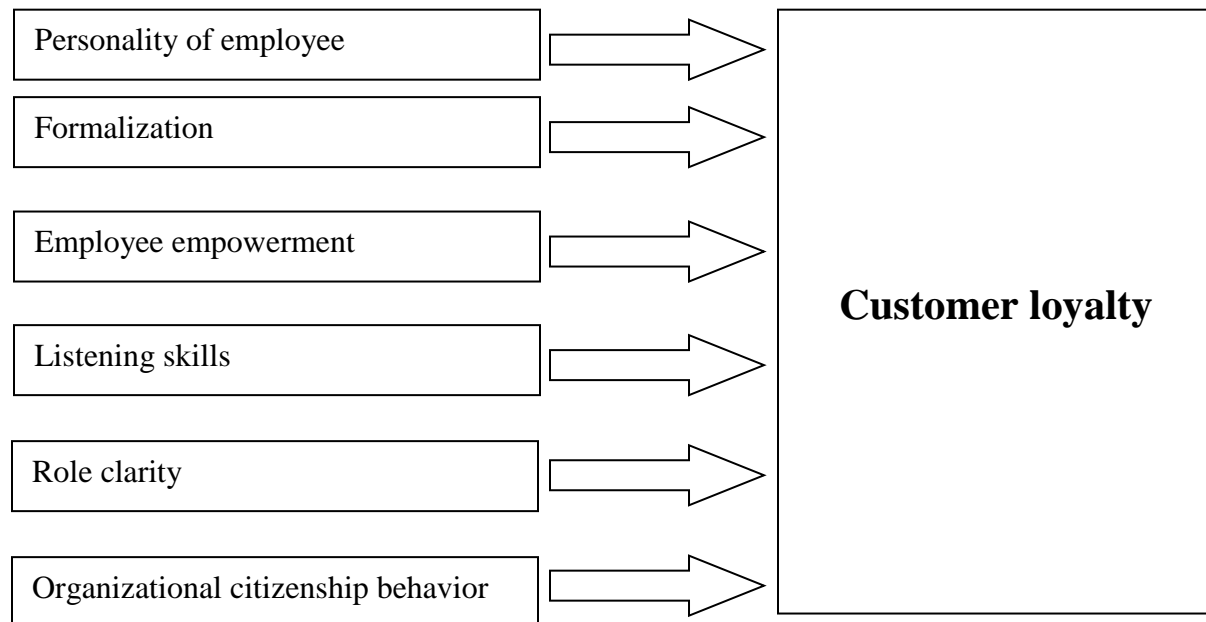 Personality of employee
Formalization
Employee empowerment
Customer loyalty
Listening skills
Role clarity
Organizational citizenship behavior